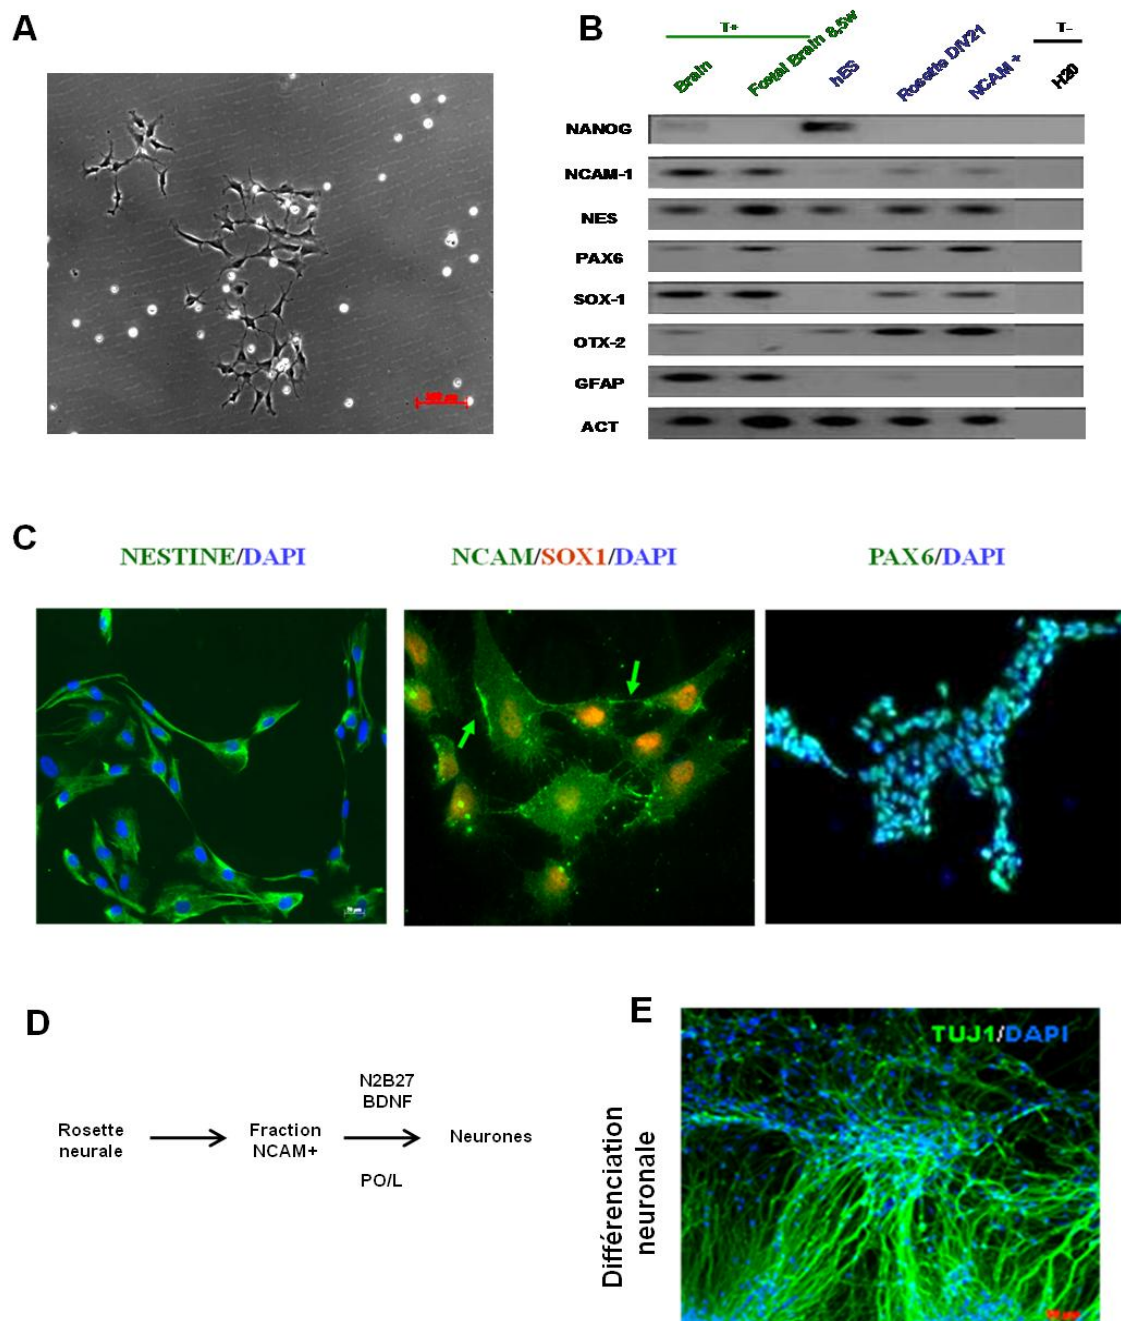 A
B
T+
T-
Brain
Foetal Brain 8,5w
hES
Rosette DIV21
NCAM +
H20
NANOG
NCAM-1
NES
PAX6
SOX-1
OTX-2
GFAP
ACT
C
NESTINE/DAPI
NCAM/SOX1/DAPI
PAX6/DAPI
D
N2B27
BDNF
Rosette
neurale
Fraction
NCAM+
Neurones
PO/L
E
TUJ1/DAPI
Différenciation
neuronale